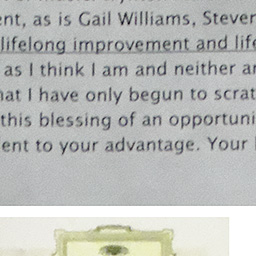 ent, as is Gail Williams, Steven
lifelong improvement and life
as I think I am and neither ar
hat I have only begun to scrat
this blessing of an opportuni
ent to your advantage. Your